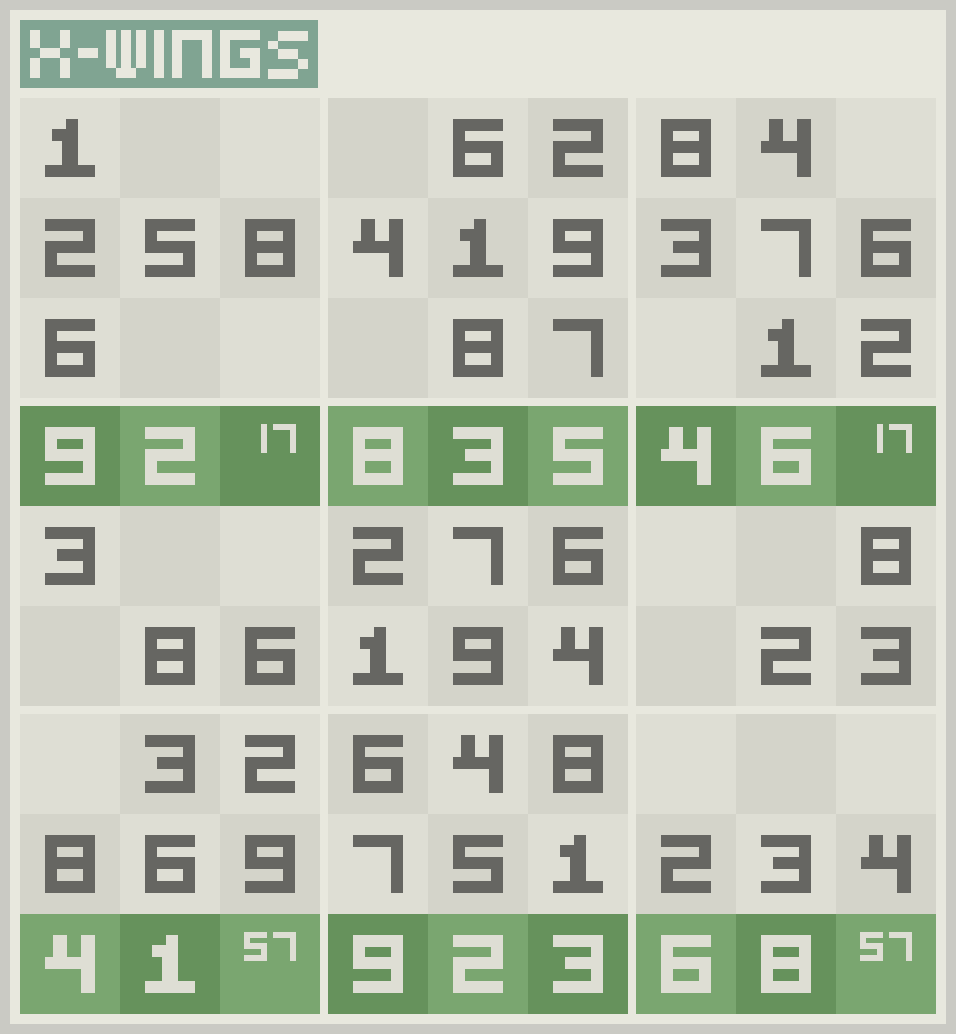 X-WINGS
1 6 2 8 4
2 5 8 4 1 9 3 7 6
6 8 7 1 2
9 2 17 8 3 5 4 6 17
3 2 7 6 8
8 6 1 9 4 2 3
3 2 6 4 8
8 6 9 7 5 1 2 3 4
4 1 57 9 2 3 6 8 57